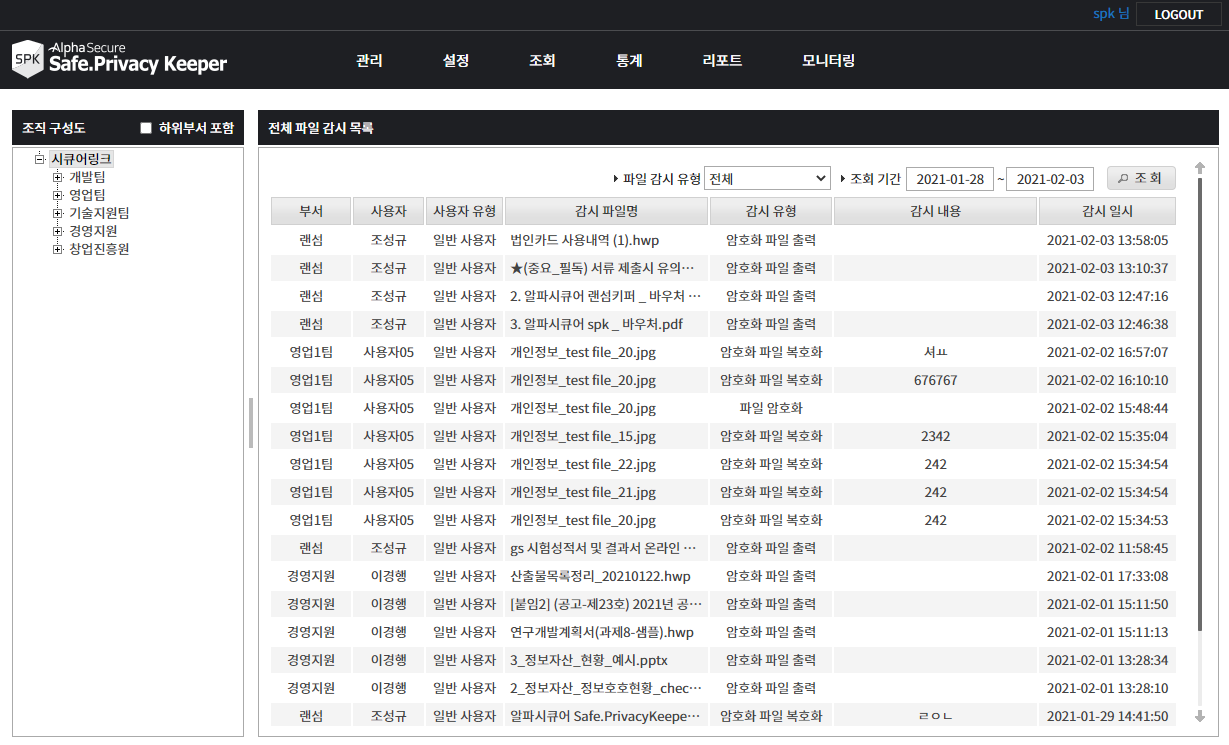 spk 님 LOGOUT
SPK AlphaSecure
Safe.Privacy Keeper
관리 설정 조회 통계 리포트 모니터링
조직 구성도 하위부서 포함
시큐어링크
개발팀
영업팀
기술지원팀
경영지원
창업진흥원
전체 파일 감시 목록
파일 감시 유형 전체 조회 기간 2021-01-28 ~ 2021-02-03 조 회
부서 사용자 사용자 유형 감시 파일명 감시 유형 감시 내용 감시 일시
랜섬 조성규 일반 사용자 법인카드 사용내역 (1).hwp 암호화 파일 출력 2021-02-03 13:58:05
랜섬 조성규 일반 사용자 ★(중요_필독) 서류 제출시 유의… 암호화 파일 출력 2021-02-03 13:10:37
랜섬 조성규 일반 사용자 2. 알파시큐어 랜섬키퍼 _ 바우처 … 암호화 파일 출력 2021-02-03 12:47:16
랜섬 조성규 일반 사용자 3. 알파시큐어 spk _ 바우처.pdf 암호화 파일 출력 2021-02-03 12:46:38
영업1팀 사용자05 일반 사용자 개인정보_test file_20.jpg 암호화 파일 복호화 셔ㅛ 2021-02-02 16:57:07
영업1팀 사용자05 일반 사용자 개인정보_test file_20.jpg 암호화 파일 복호화 676767 2021-02-02 16:10:10
영업1팀 사용자05 일반 사용자 개인정보_test file_20.jpg 파일 암호화 2021-02-02 15:48:44
영업1팀 사용자05 일반 사용자 개인정보_test file_15.jpg 암호화 파일 복호화 2342 2021-02-02 15:35:04
영업1팀 사용자05 일반 사용자 개인정보_test file_22.jpg 암호화 파일 복호화 242 2021-02-02 15:34:54
영업1팀 사용자05 일반 사용자 개인정보_test file_21.jpg 암호화 파일 복호화 242 2021-02-02 15:34:54
영업1팀 사용자05 일반 사용자 개인정보_test file_20.jpg 암호화 파일 복호화 242 2021-02-02 15:34:53
랜섬 조성규 일반 사용자 gs 시험성적서 및 결과서 온라인 … 암호화 파일 출력 2021-02-02 11:58:45
경영지원 이경행 일반 사용자 산출물목록정리_20210122.hwp 암호화 파일 출력 2021-02-01 17:33:08
경영지원 이경행 일반 사용자 [붙임2] (공고-제23호) 2021년 공… 암호화 파일 출력 2021-02-01 15:11:50
경영지원 이경행 일반 사용자 연구개발계획서(과제8-샘플).hwp 암호화 파일 출력 2021-02-01 15:11:13
경영지원 이경행 일반 사용자 3_정보자산_현황_예시.pptx 암호화 파일 출력 2021-02-01 13:28:34
경영지원 이경행 일반 사용자 2_정보자산_정보호호현황_chec… 암호화 파일 출력 2021-02-01 13:28:10
랜섬 조성규 일반 사용자 알파시큐어 Safe.PrivacyKeepe… 암호화 파일 복호화 ㄹㅇㄴ 2021-01-29 14:41:50